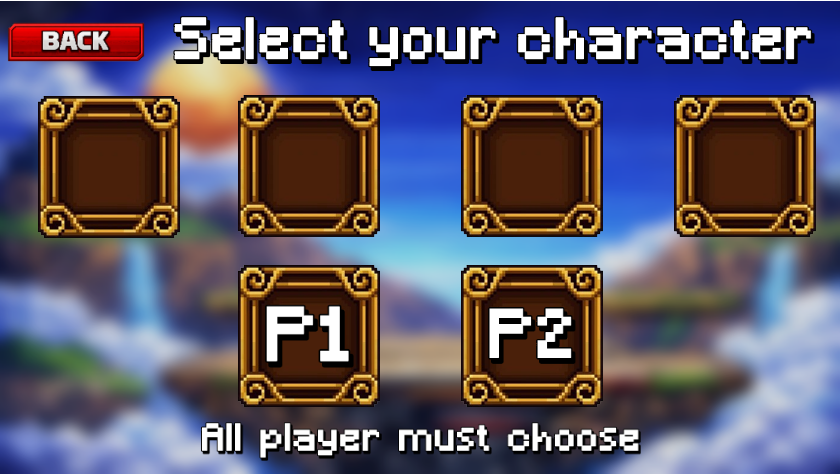 BACK
Select your character
P1
P2
All player must choose